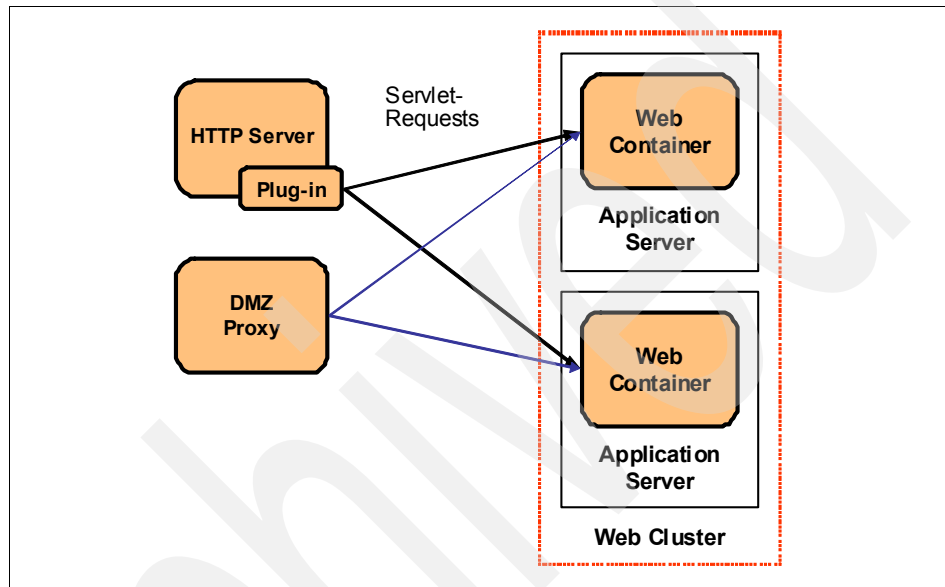 Servlet-
Requests
HTTP Server
Plug-in
DMZ
Proxy
Web
Container
Application
Server
Web
Container
Application
Server
Web Cluster